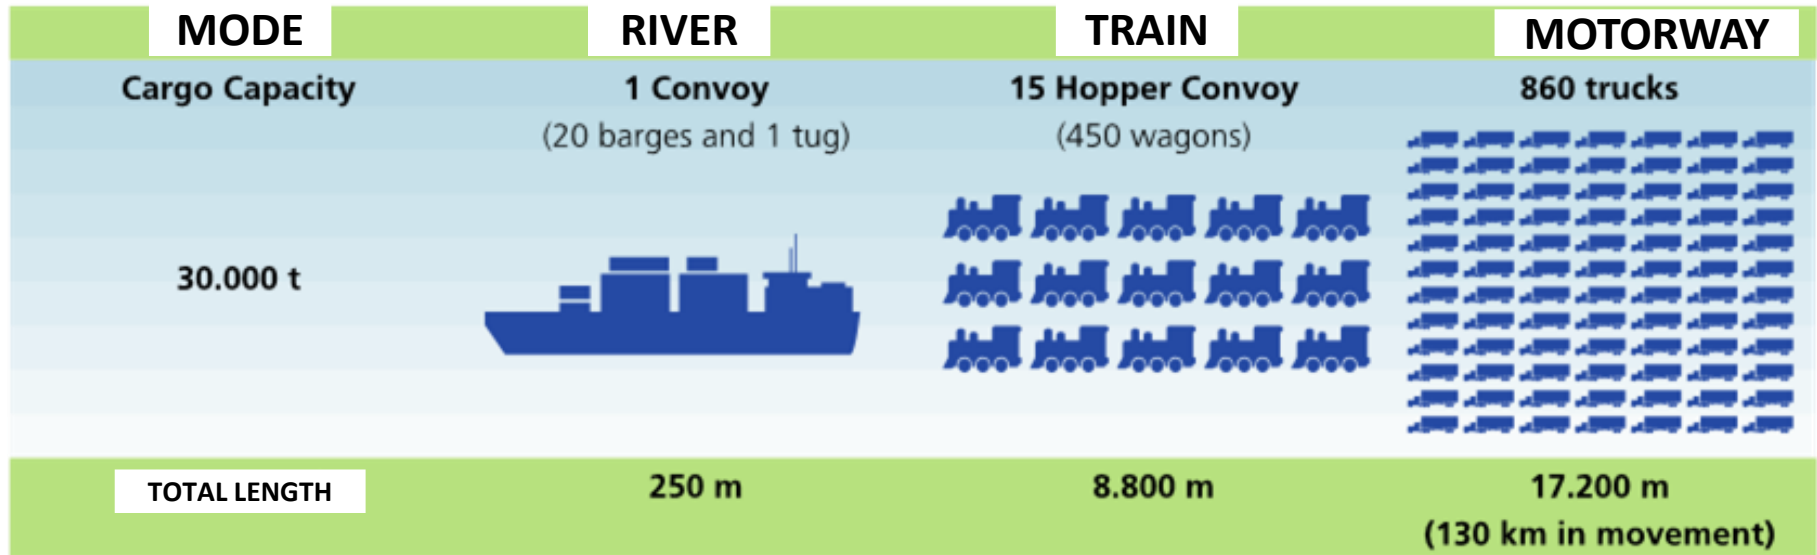 MODE RIVER TRAIN MOTORWAY
Cargo Capacity 1 Convoy 15 Hopper Convoy 860 trucks
(20 barges and 1 tug) (450 wagons)
30.000 t
TOTAL LENGTH 250 m 8.800 m 17.200 m
(130 km in movement)